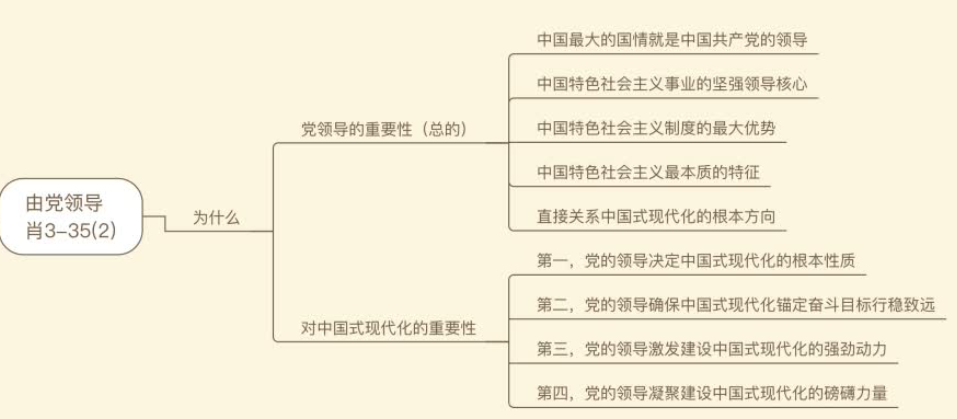 由党领导
肖3-35(2)
为什么
党领导的重要性（总的）
中国最大的国情就是中国共产党的领导
中国特色社会主义事业的坚强领导核心
中国特色社会主义制度的最大优势
中国特色社会主义最本质的特征
直接关系中国式现代化的根本方向
对中国式现代化的重要性
第一，党的领导决定中国式现代化的根本性质
第二，党的领导确保中国式现代化锚定奋斗目标行稳致远
第三，党的领导激发建设中国式现代化的强劲动力
第四，党的领导凝聚建设中国式现代化的磅礴力量